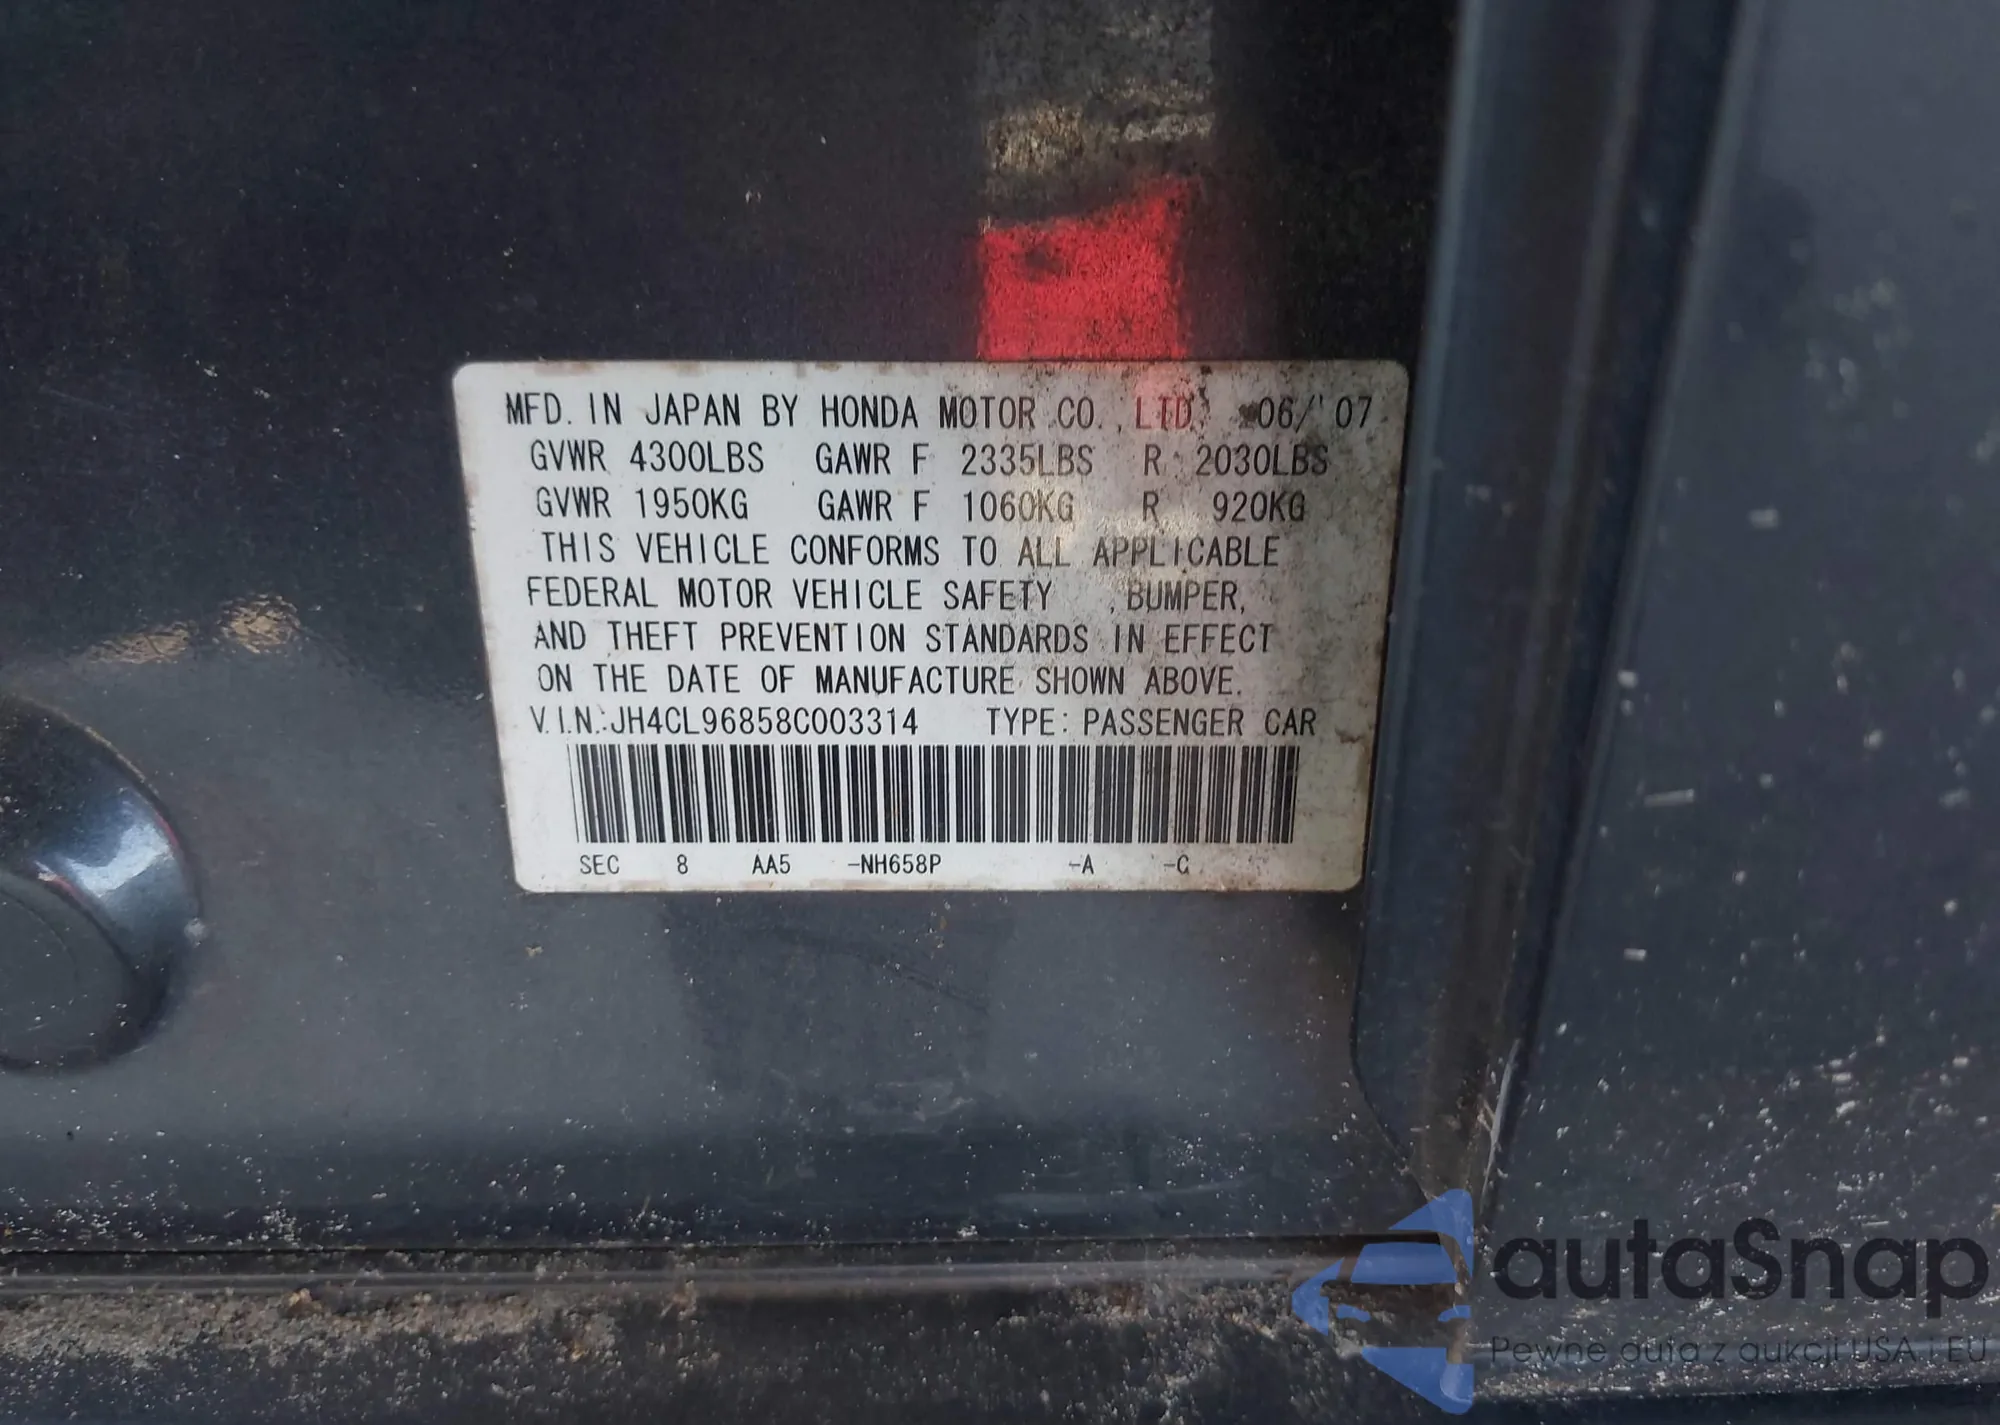 MFD. IN JAPAN BY HONDA MOTOR CO., LTD. 06/'07
GVWR 4300LBS GAWR F 2335LBS R 2030LBS
GVWR 1950KG GAWR F 1060KG R 920KG
THIS VEHICLE CONFORMS TO ALL APPLICABLE
FEDERAL MOTOR VEHICLE SAFETY , BUMPER,
AND THEFT PREVENTION STANDARDS IN EFFECT
ON THE DATE OF MANUFACTURE SHOWN ABOVE.
V.I.N.:JH4CL96858C003314 TYPE: PASSENGER CAR
SEC 8 AA5 -NH658P -A -C
autaSnap
Pewne auta z aukcji USA i EU